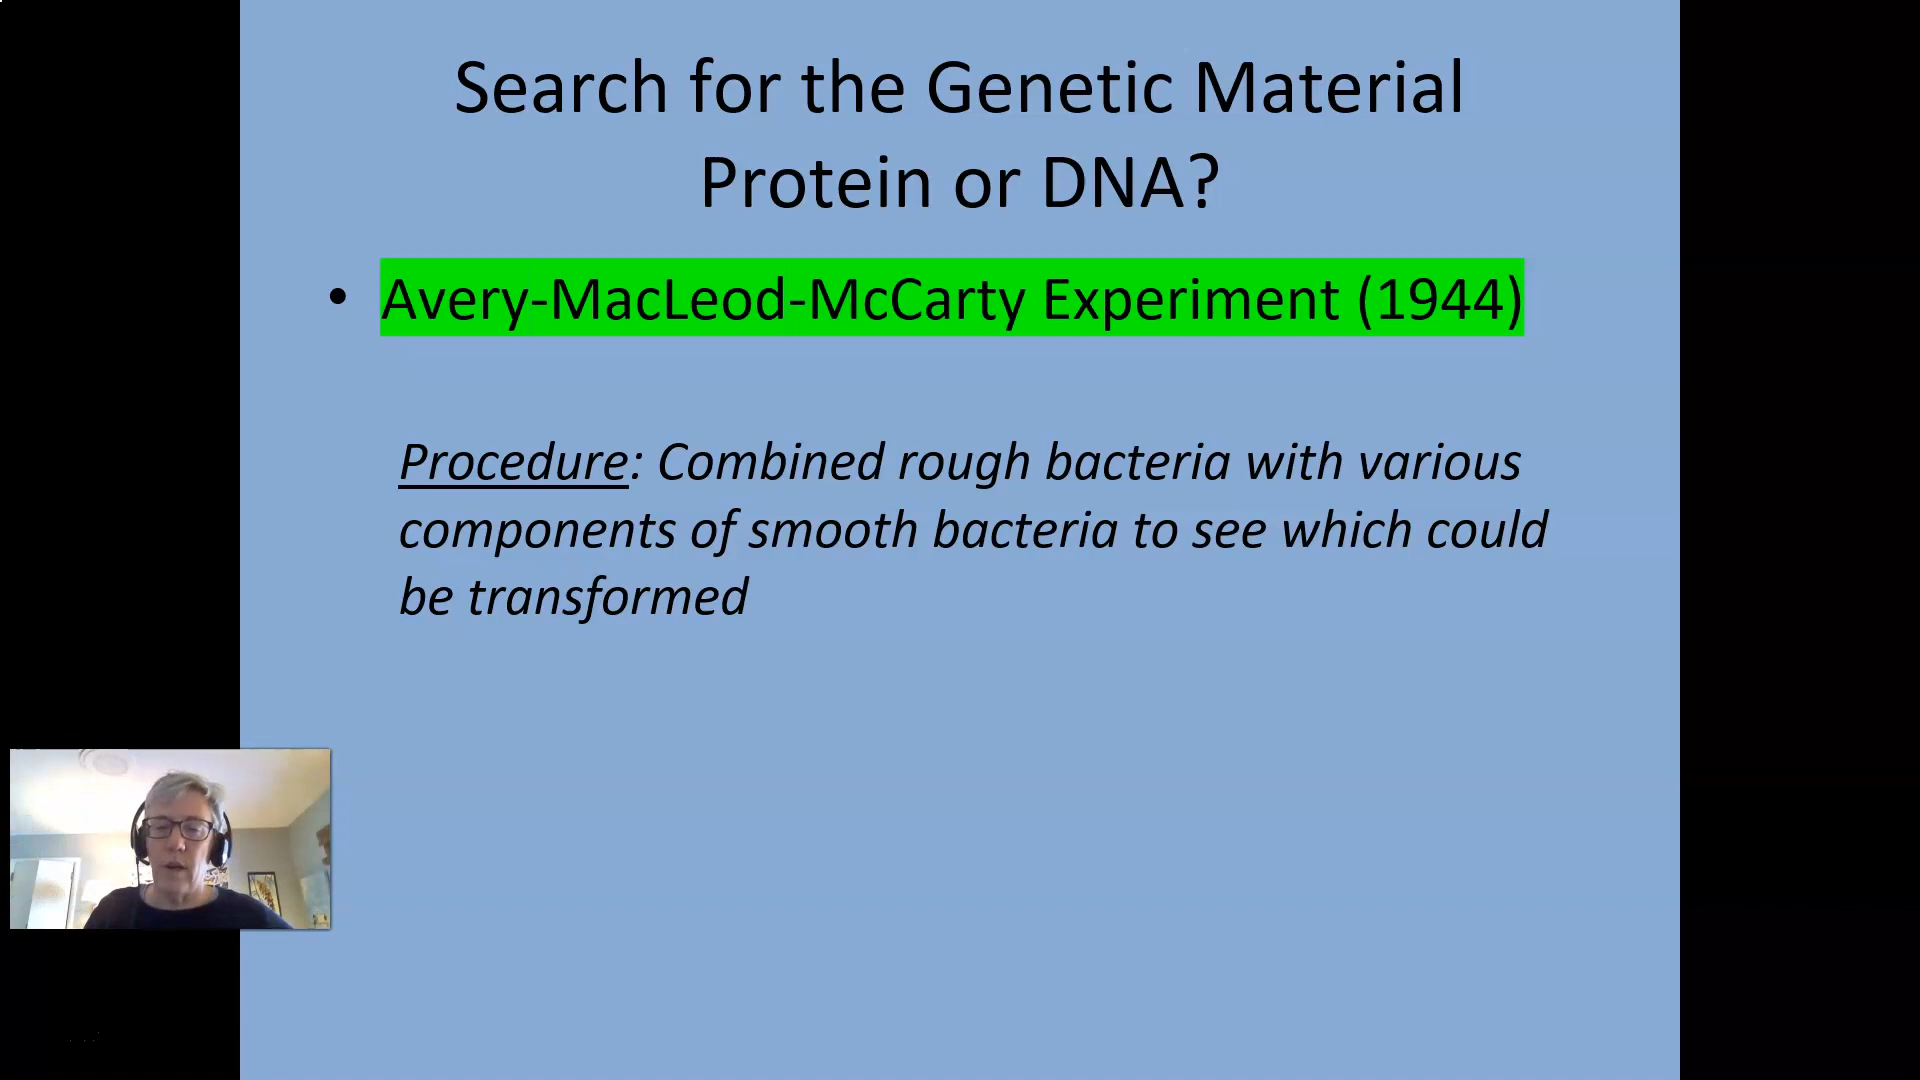 Search for the Genetic Material
Protein or DNA?
• Avery-MacLeod-McCarty Experiment (1944)
Procedure: Combined rough bacteria with various
components of smooth bacteria to see which could
be transformed